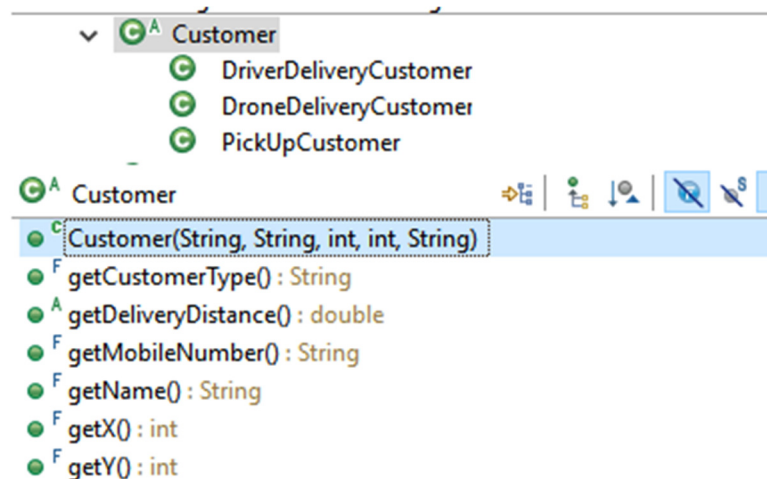 Customer
DriverDeliveryCustomer
DroneDeliveryCustomer
PickUpCustomer
Customer
Customer(String, String, int, int, String)
getCustomerType() : String
getDeliveryDistance() : double
getMobileNumber() : String
getName() : String
getX() : int
getY() : int